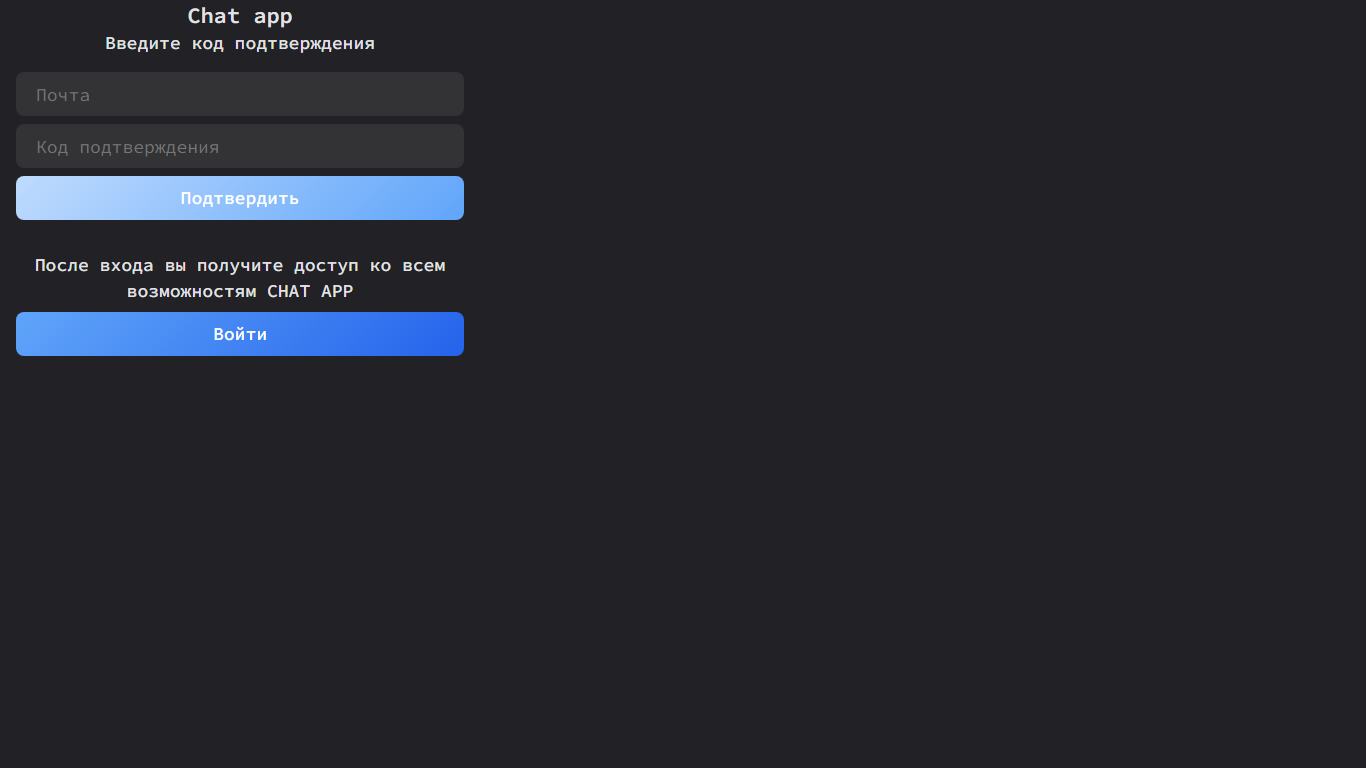 Chat app
Введите код подтверждения
Почта
Код подтверждения
Подтвердить
После входа вы получите доступ ко всем
возможностям CHAT APP
Войти